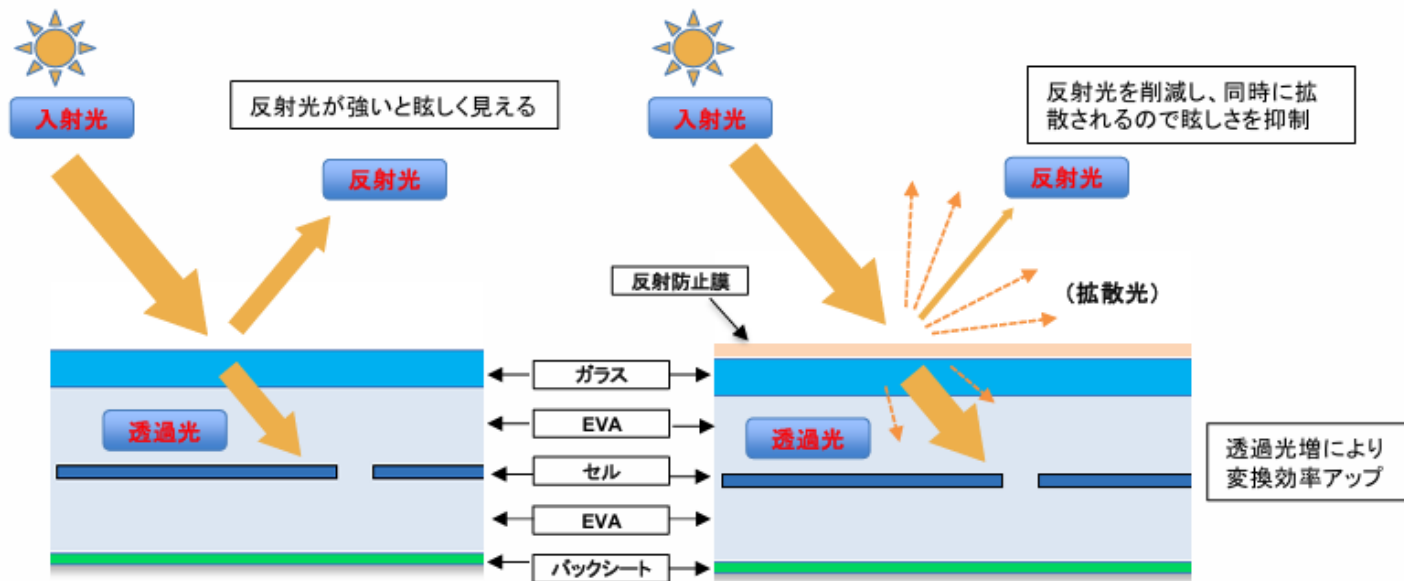 入射光
反射光が強いと眩しく見える
反射光
透過光
入射光
反射光を削減し、同時に拡
散されるので眩しさを抑制
反射光
反射防止膜
(拡散光)
ガラス
EVA
セル
EVA
バックシート
透過光
透過光増により
変換効率アップ